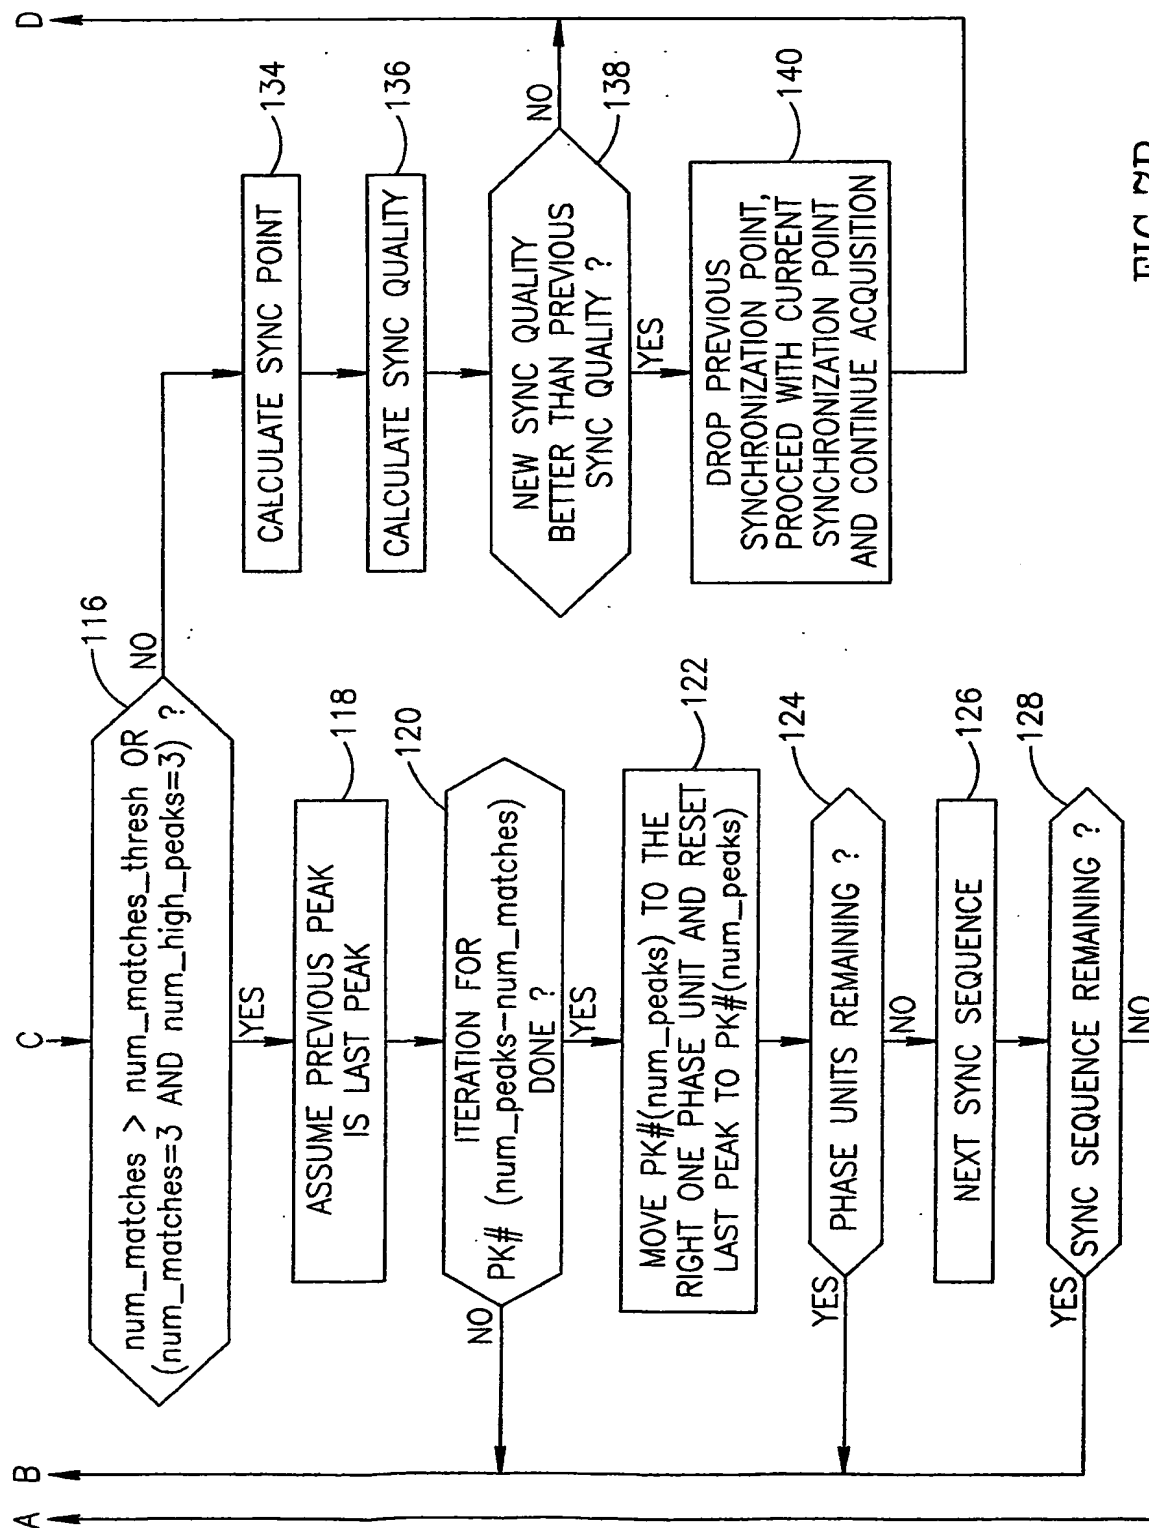 A
B
C
D
num_matches > num_matches_thresh OR
(num_matches=3 AND num_high_peaks=3) ?
116
NO
YES
ASSUME PREVIOUS PEAK
IS LAST PEAK
118
ITERATION FOR
PK# (num_peaks–num_matches)
DONE ?
120
NO
YES
MOVE PK#(num_peaks) TO THE
RIGHT ONE PHASE UNIT AND RESET
LAST PEAK TO PK#(num_peaks)
122
PHASE UNITS REMAINING ?
124
YES
NO
NEXT SYNC SEQUENCE
126
SYNC SEQUENCE REMAINING ?
128
YES
NO
CALCULATE SYNC POINT
134
CALCULATE SYNC QUALITY
136
NEW SYNC QUALITY
BETTER THAN PREVIOUS
SYNC QUALITY ?
138
NO
YES
DROP PREVIOUS
SYNCHRONIZATION POINT,
PROCEED WITH CURRENT
SYNCHRONIZATION POINT
AND CONTINUE ACQUISITION
140